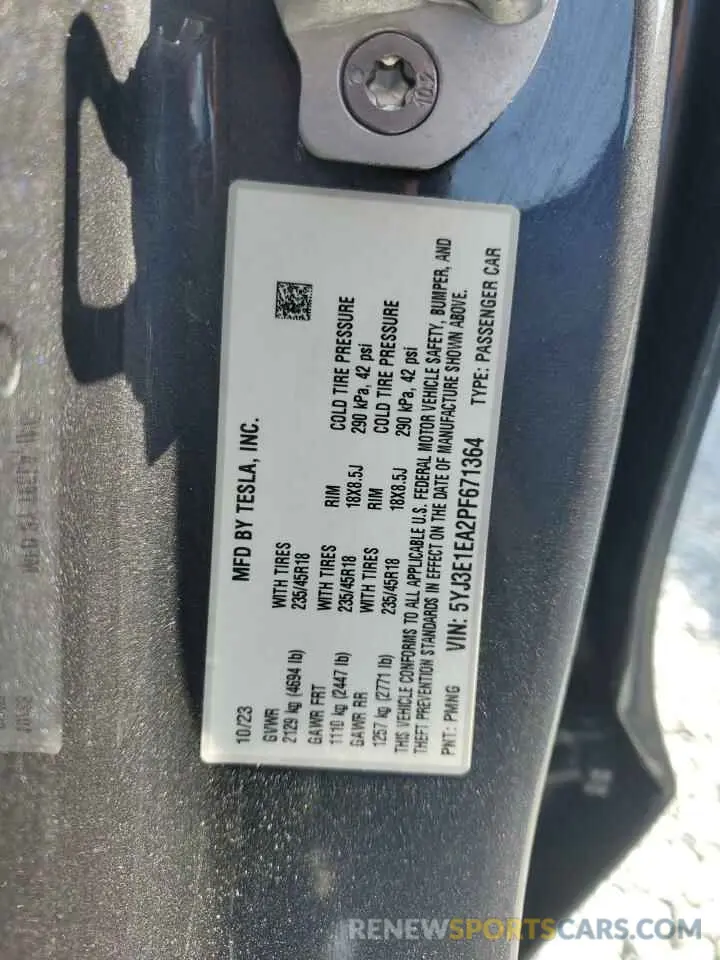 10/23 MFD BY TESLA, INC.
GVWR WITH TIRES
2129 kg (4694 lb) 235/45R18
GAWR FRT WITH TIRES RIM COLD TIRE PRESSURE
1110 kg (2447 lb) 235/45R18 18X8.5J 290 kPa, 42 psi
GAWR RR WITH TIRES RIM COLD TIRE PRESSURE
1257 kg (2771 lb) 235/45R18 18X8.5J 290 kPa, 42 psi
THIS VEHICLE CONFORMS TO ALL APPLICABLE U.S. FEDERAL MOTOR VEHICLE SAFETY, BUMPER, AND
THEFT PREVENTION STANDARDS IN EFFECT ON THE DATE OF MANUFACTURE SHOWN ABOVE.
PNT: PMNG VIN: 5YJ3E1EA2PF671364 TYPE: PASSENGER CAR
10.2
RENEWSPORTSCARS.COM